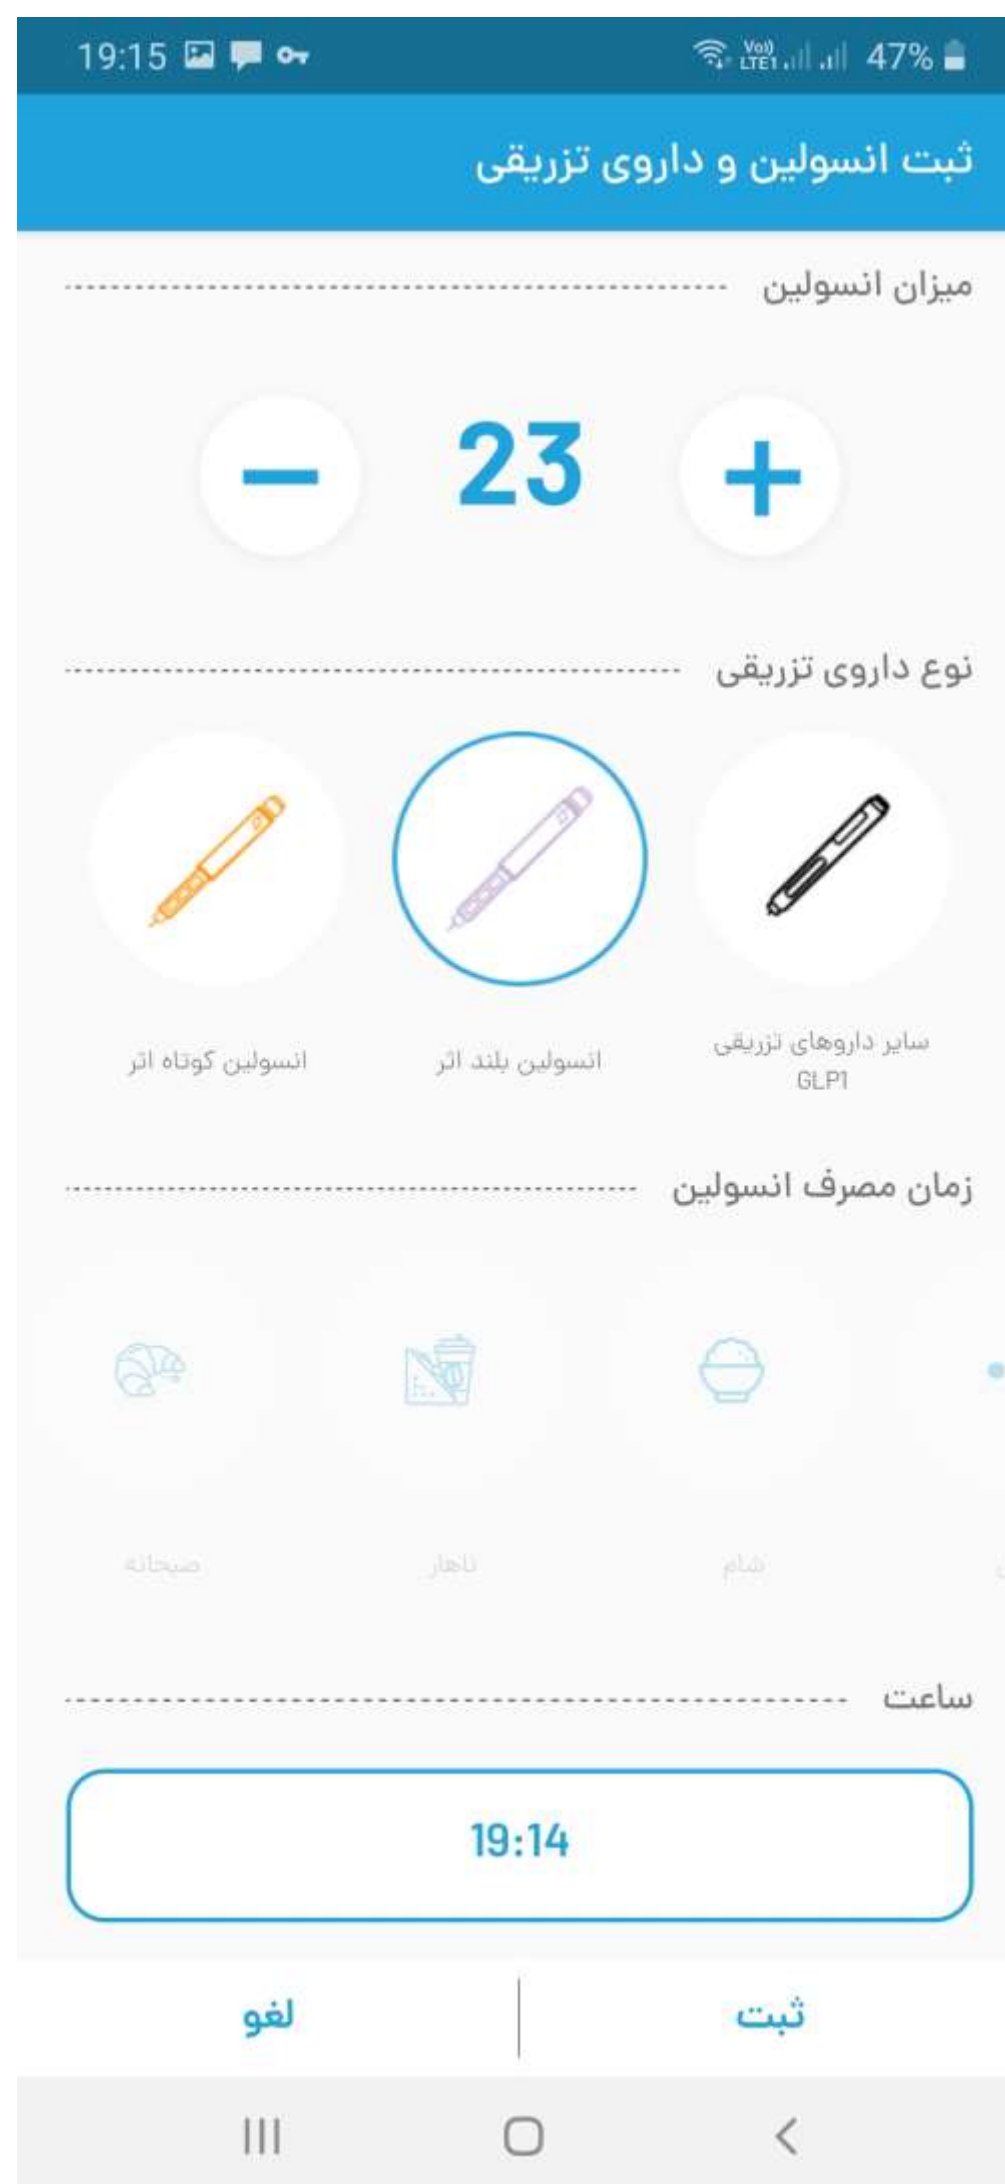 19:15 47%
ثبت انسولین و داروی تزریقی
میزان انسولین
+ 23 −
نوع داروی تزریقی
سایر داروهای تزریقی
GLP1
انسولین بلند اثر
انسولین کوتاه اثر
زمان مصرف انسولین
شام
ناهار
صبحانه
ساعت
19:14
ثبت
لغو